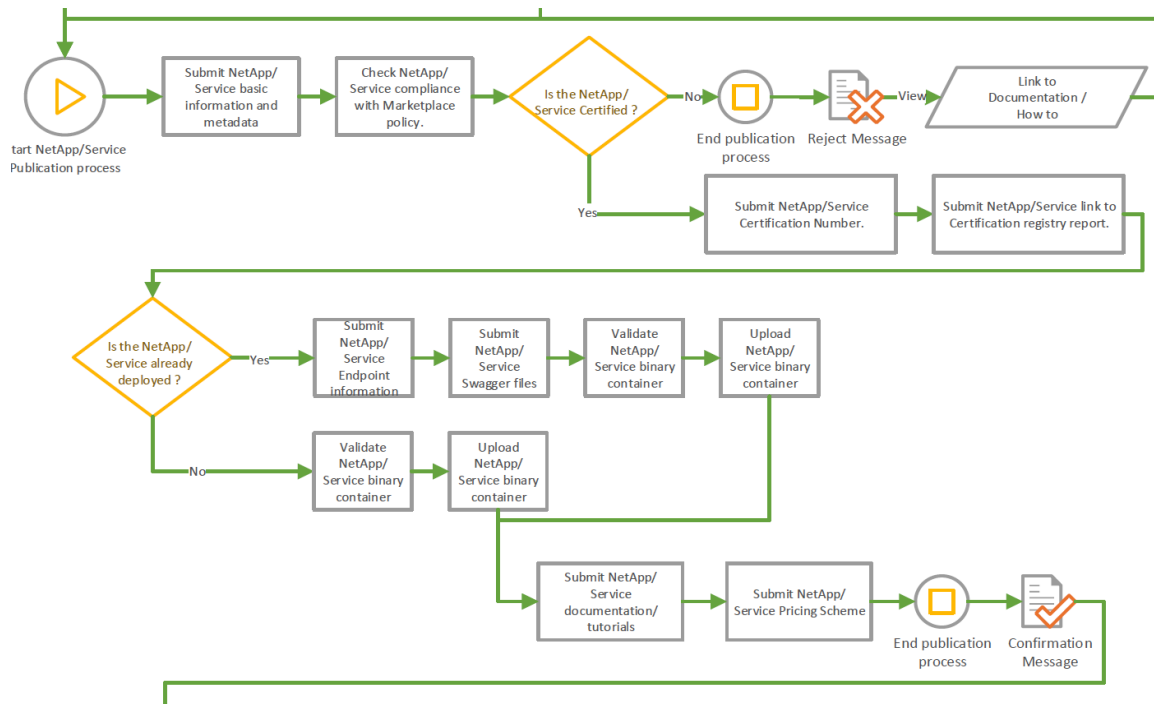 tart NetApp/Service
Publication process
Submit NetApp/
Service basic
information and
metadata
Check NetApp/
Service compliance
with Marketplace
policy.
Is the NetApp/
Service Certified ?
No
End publication
process
Reject Message
View
Link to
Documentation /
How to
Yes
Submit NetApp/Service
Certification Number.
Submit NetApp/Service link to
Certification registry report.
Is the NetApp/
Service already
deployed ?
Yes
Submit
NetApp/
Service
Endpoint
information
Submit
NetApp/
Service
Swagger files
Validate
NetApp/
Service binary
container
Upload
NetApp/
Service binary
container
No
Validate
NetApp/
Service binary
container
Upload
NetApp/
Service binary
container
Submit NetApp/
Service
documentation/
tutorials
Submit NetApp/
Service Pricing Scheme
End publication
process
Confirmation
Message